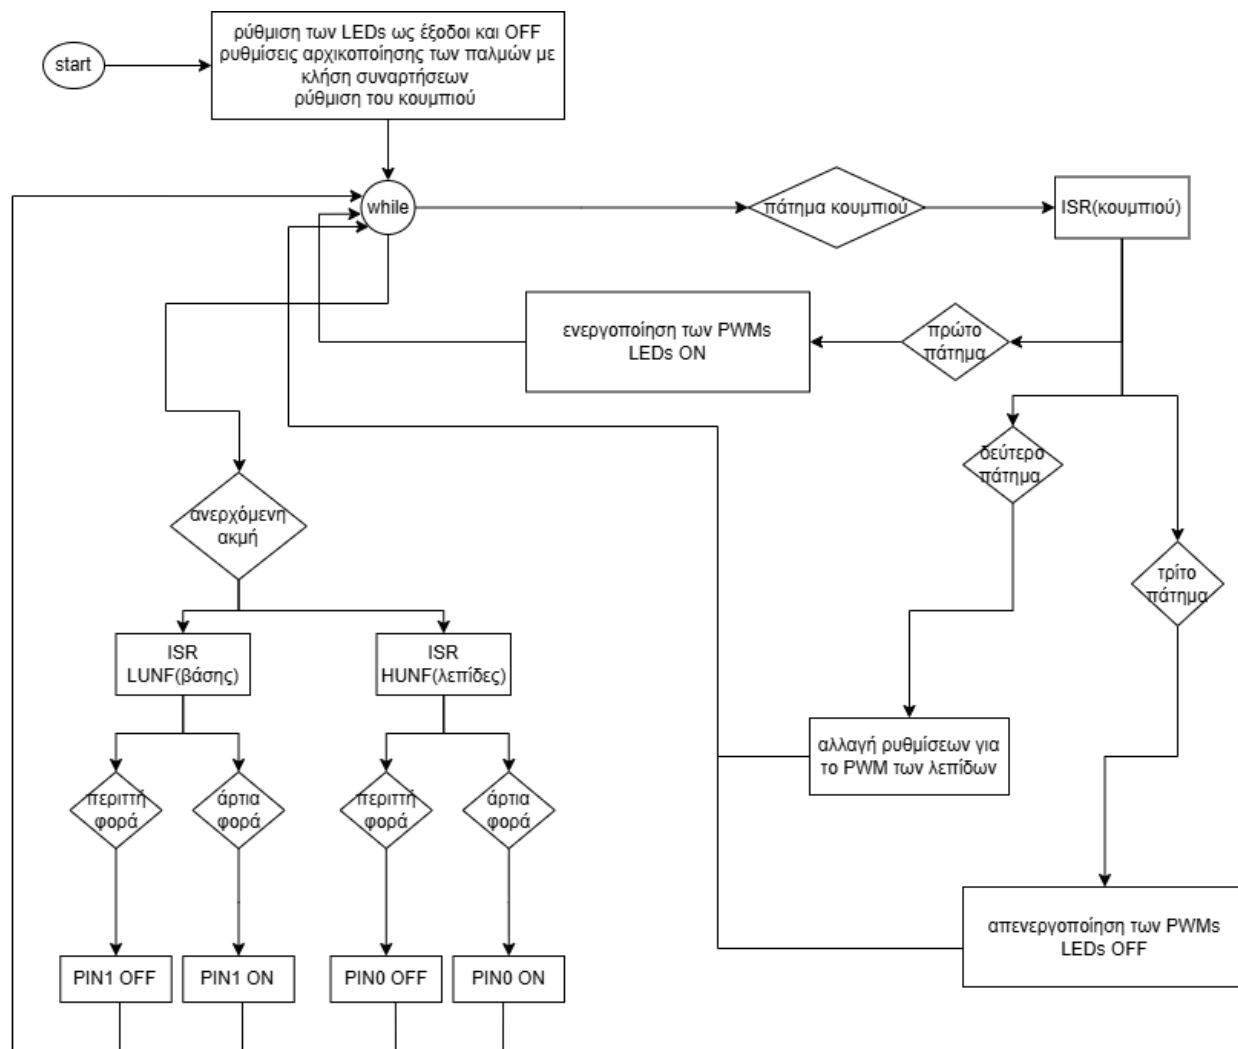 ρύθμιση των LEDs ως έξοδοι και OFF
ρυθμίσεις αρχικοποίησης των παλμών με
κλήση συναρτήσεων
ρύθμιση του κουμπιού
start
while
πάτημα κουμπιού
ISR(κουμπιού)
ενεργοποίηση των PWMs
LEDs ON
πρώτο
πάτημα
δεύτερο
πάτημα
ανερχόμενη
ακμή
τρίτο
πάτημα
ISR
LUNF(βάσης)
ISR
HUNF(λεπίδες)
αλλαγή ρυθμίσεων για
το PWM των λεπίδων
περιττή
φορά
άρτια
φορά
περιττή
φορά
άρτια
φορά
απενεργοποίηση των PWMs
LEDs OFF
PIN1 OFF
PIN1 ON
PIN0 OFF
PIN0 ON